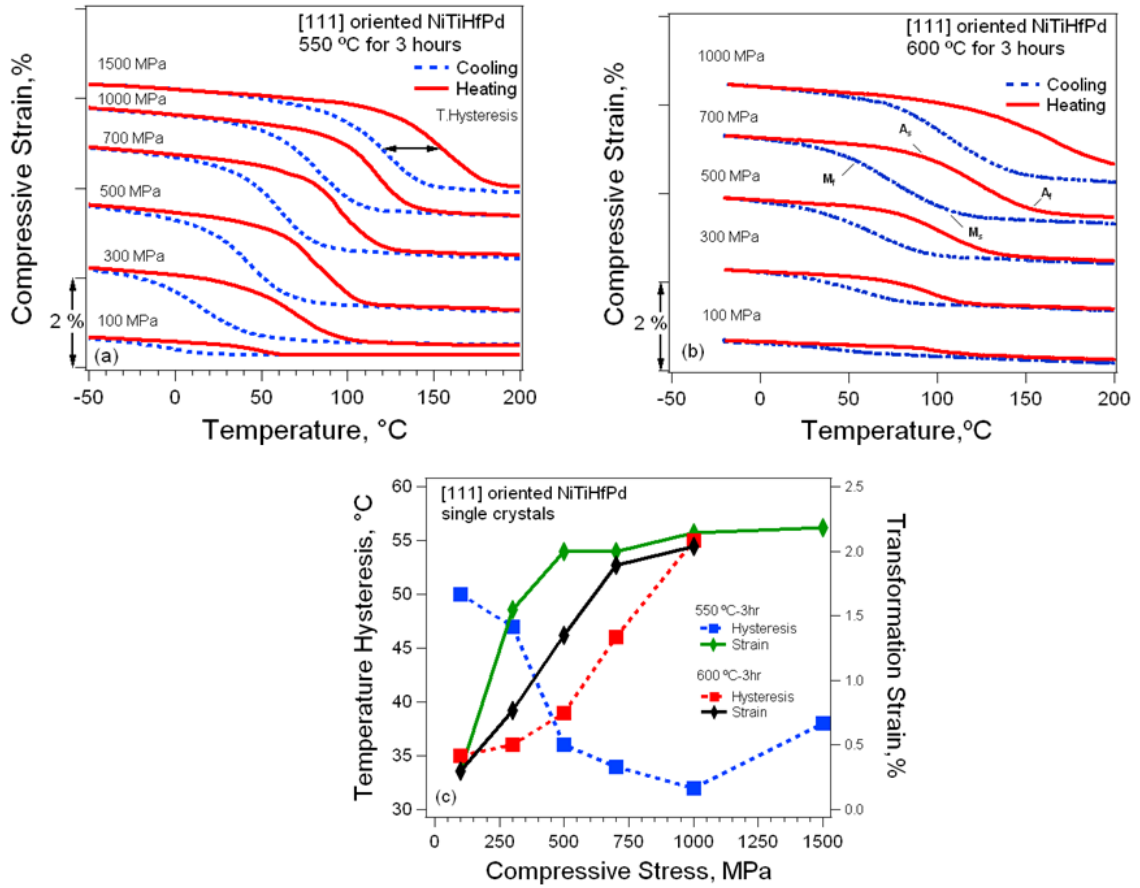 [111] oriented NiTiHfPd
550 ºC for 3 hours
Cooling
Heating
T.Hysteresis
1500 MPa
1000 MPa
700 MPa
500 MPa
300 MPa
100 MPa
2 %
(a)
Compressive Strain,%
-50 0 50 100 150 200
Temperature, °C
[111] oriented NiTiHfPd
600 ºC for 3 hours
Cooling
Heating
1000 MPa
700 MPa
500 MPa
300 MPa
100 MPa
As
Mf
Af
Ms
2 %
(b)
Compressive Strain,%
-50 0 50 100 150 200
Temperature,ºC
[111] oriented NiTiHfPd
single crystals
60
55
50
45
40
35
30
Temperature Hysteresis, °C
2.5
2.0
1.5
1.0
0.5
0.0
Transformation Strain,%
550 ºC-3hr
Hysteresis
Strain
600 ºC-3hr
Hysteresis
Strain
(c)
0 250 500 750 1000 1250 1500
Compressive Stress, MPa